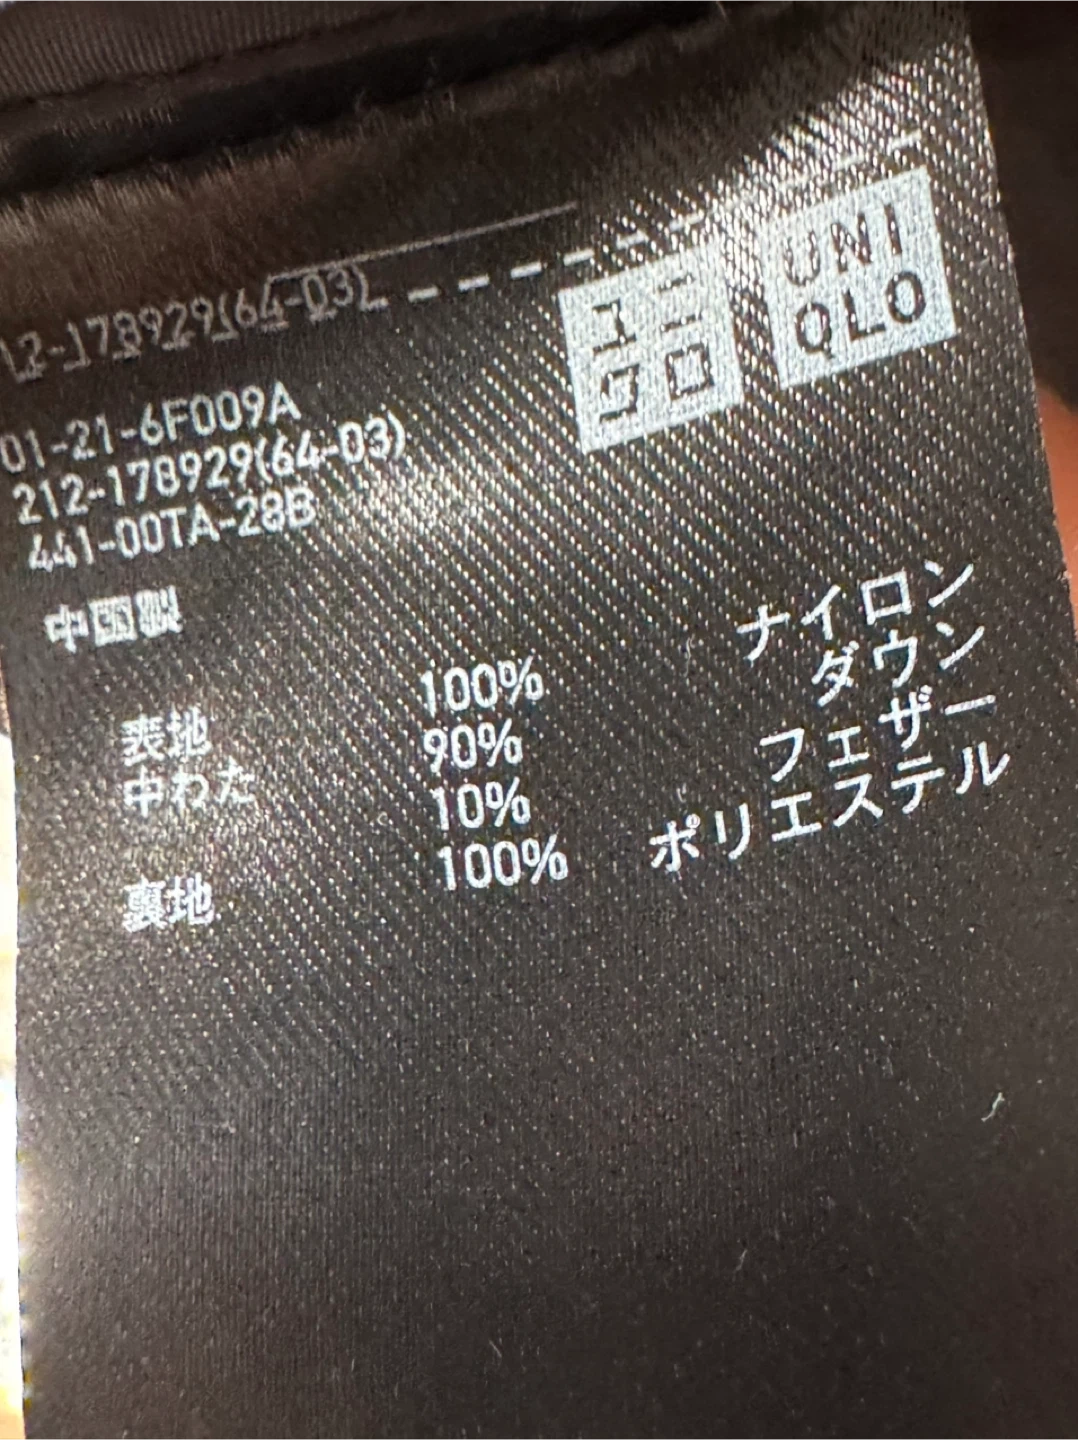 12-178929(64-03)
ユニ
クロ
UNI
QLO
01-21-6F009A
212-178929(64-03)
441-00TA-28B
中国製
表地 100% ナイロン
中わた 90% ダウン
10% フェザー
裏地 100% ポリエステル